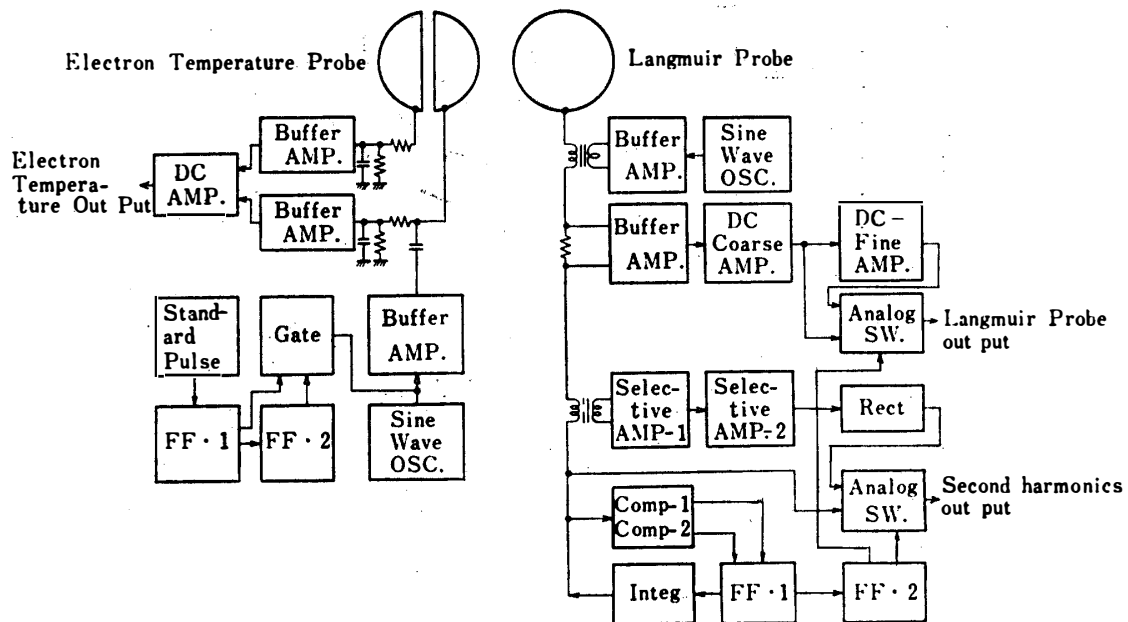 Electron Temperature Probe
Langmuir Probe
Buffer
AMP.
Electron
Tempera-
ture Out Put
DC
AMP.
Buffer
AMP.
Stand-
ard
Pulse
Gate
Buffer
AMP.
FF・1
FF・2
Sine
Wave
OSC.
Buffer
AMP.
Sine
Wave
OSC.
Buffer
AMP.
DC
Coarse
AMP.
DC-
Fine
AMP.
Analog
SW.
Langmuir Probe
out put
Selec-
tive
AMP-1
Selec-
tive
AMP-2
Rect
Analog
SW.
Second harmonics
out put
Comp-1
Comp-2
Integ
FF・1
FF・2